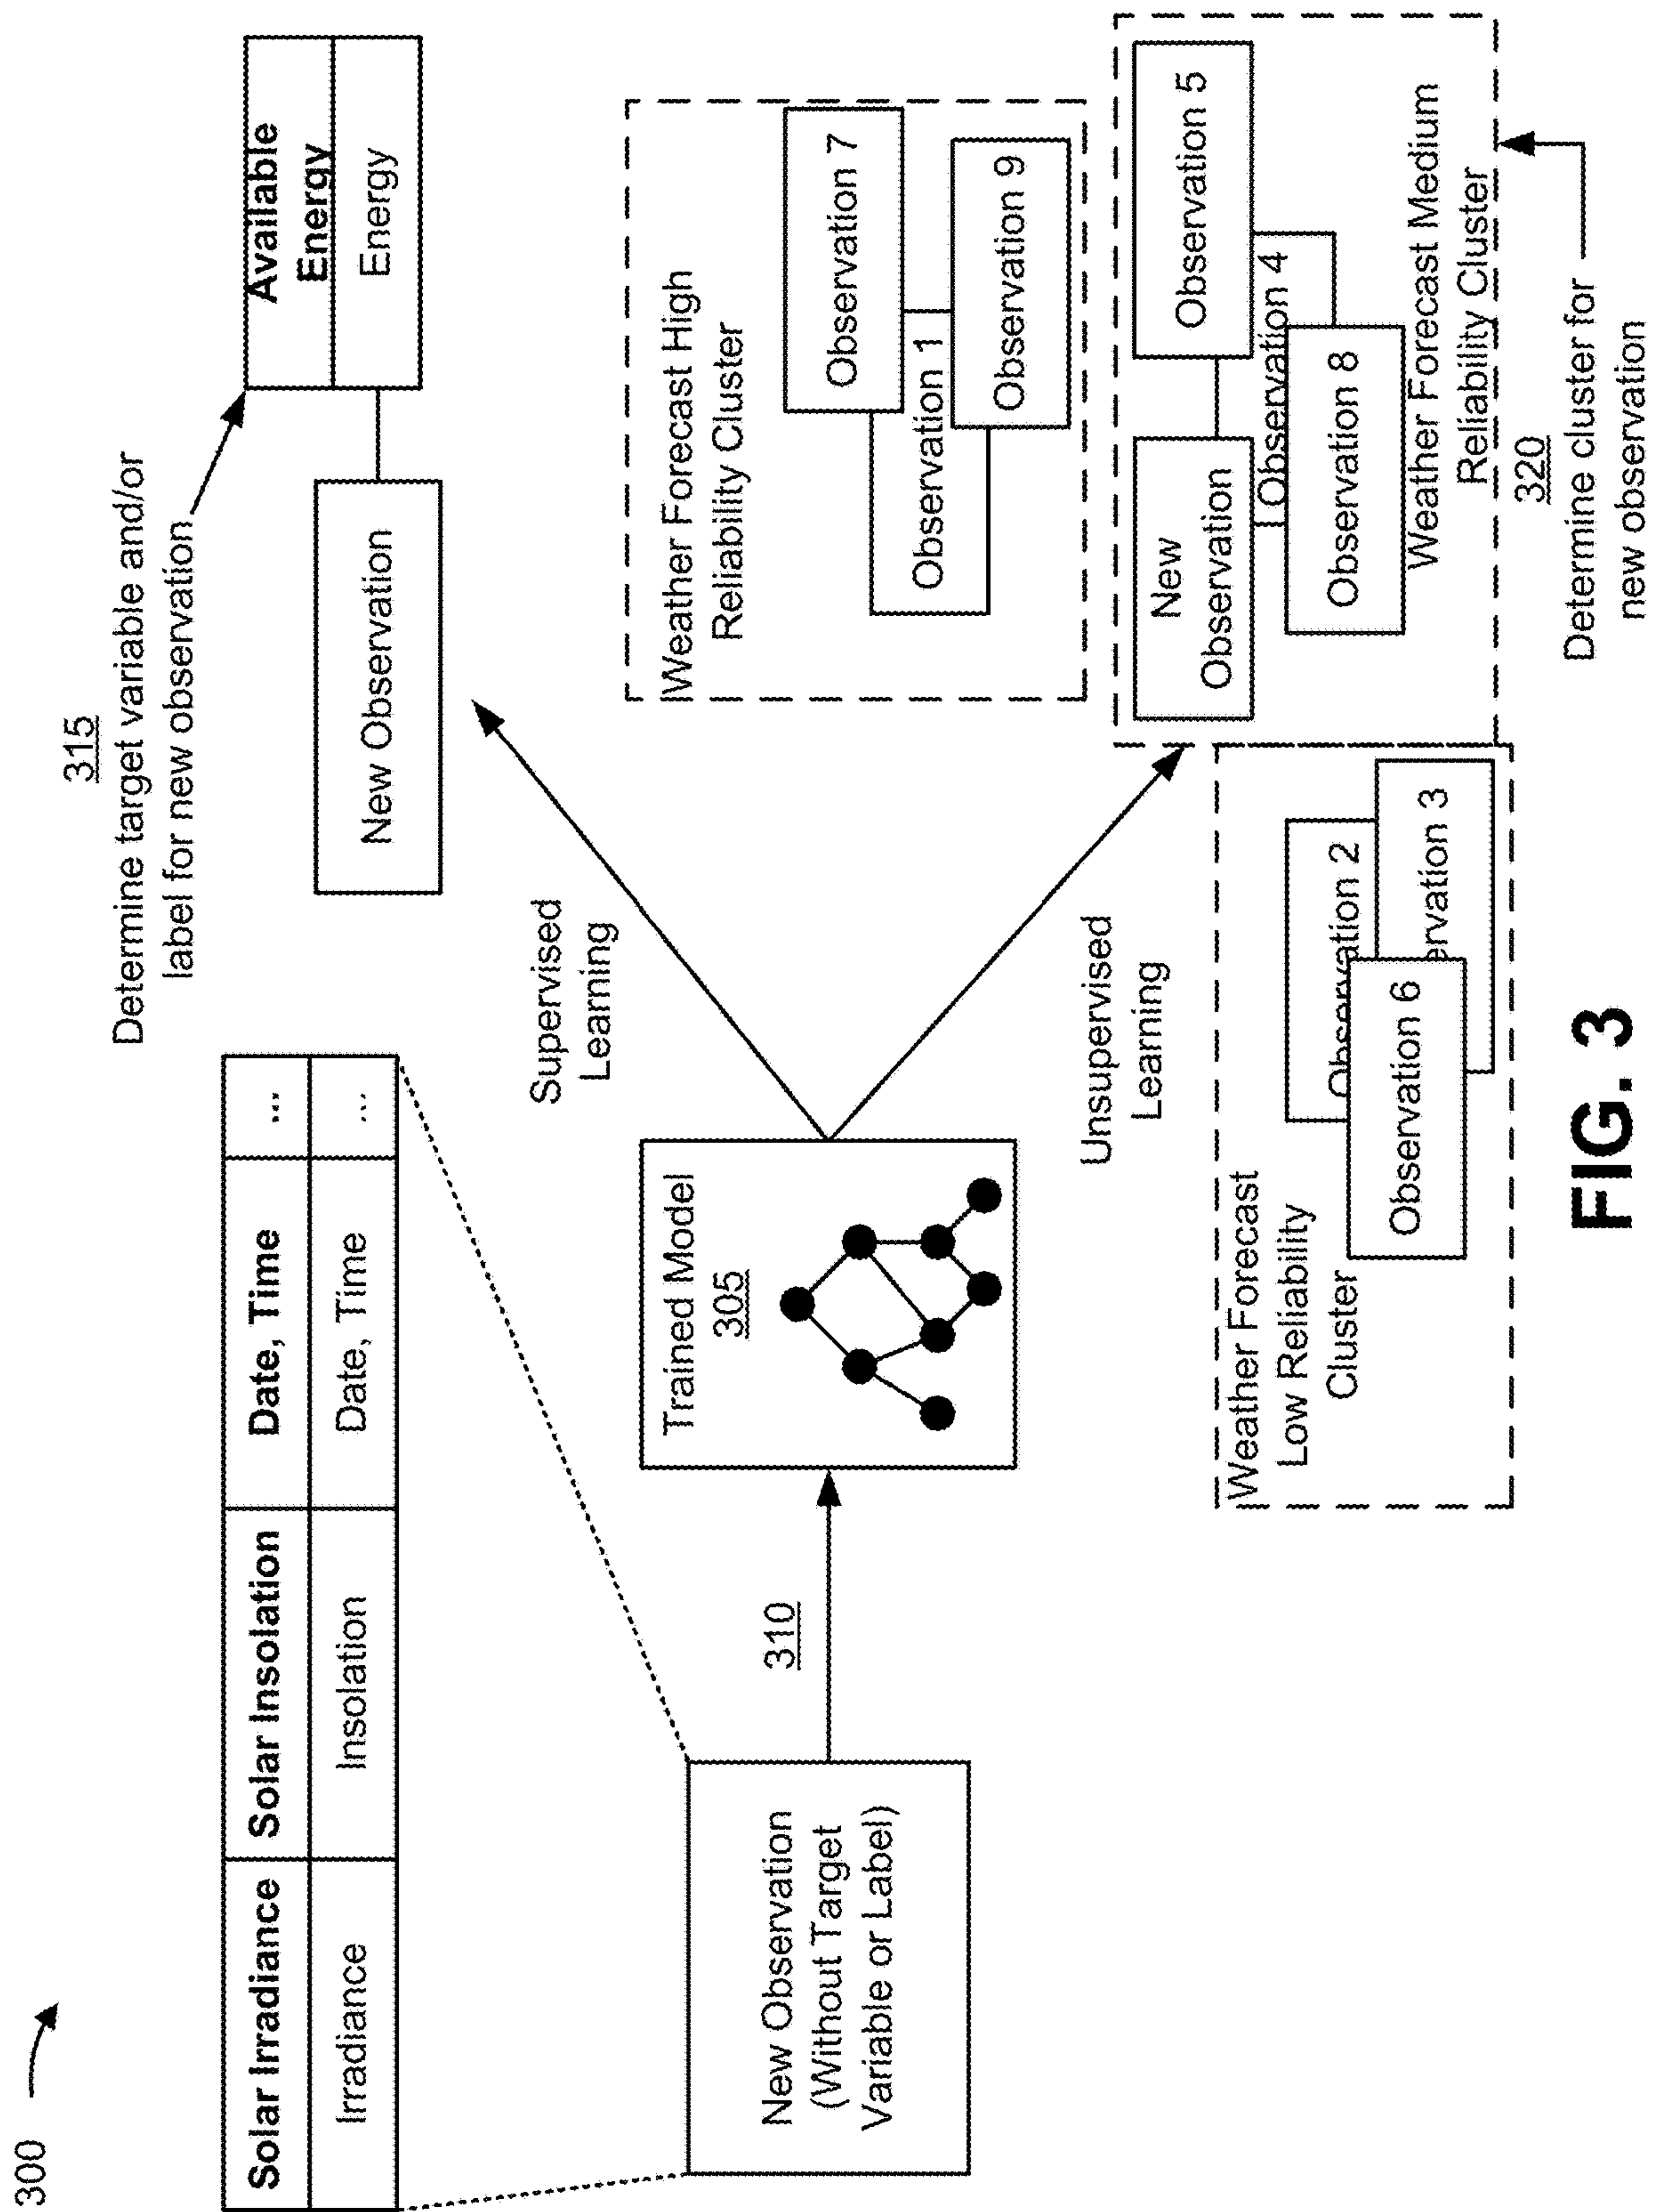 300
Solar Irradiance
Solar Insolation
Date, Time
...
Irradiance
Insolation
Date, Time
...
New Observation
(Without Target
Variable or Label)
310
Trained Model
305
Supervised
Learning
Unsupervised
Learning
315
Determine target variable and/or
label for new observation
New Observation
Available
Energy
Energy
Weather Forecast High
Reliability Cluster
Observation 7
Observation 1
Observation 9
New
Observation
Observation 5
Observation 4
Observation 8
Weather Forecast Medium
Reliability Cluster
320
Determine cluster for
new observation
Weather Forecast
Low Reliability
Cluster
Observation 2
ervation 3
Observation 6
FIG. 3